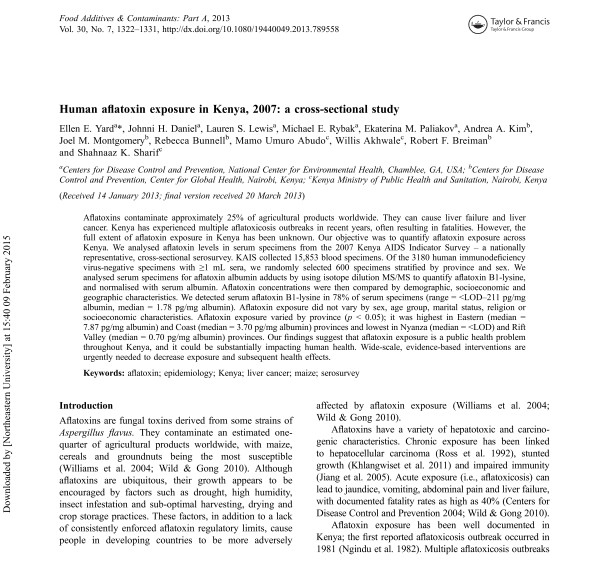 Food Additives & Contaminants: Part A, 2013
Vol. 30, No. 7, 1322–1331, http://dx.doi.org/10.1080/19440049.2013.789558
Taylor & Francis
Taylor & Francis Group
Human aflatoxin exposure in Kenya, 2007: a cross-sectional study
Ellen E. Yardᵃ*, Johnni H. Danielᵃ, Lauren S. Lewisᵃ, Michael E. Rybakᵃ, Ekaterina M. Paliakovᵃ, Andrea A. Kimᵇ,
Joel M. Montgomeryᵇ, Rebecca Bunnellᵇ, Mamo Umuro Abudoᶜ, Willis Akhwaleᶜ, Robert F. Breimanᵇ
and Shahnaaz K. Sharifᶜ
ᵃCenters for Disease Control and Prevention, National Center for Environmental Health, Chamblee, GA, USA; ᵇCenters for Disease
Control and Prevention, Center for Global Health, Nairobi, Kenya; ᶜKenya Ministry of Public Health and Sanitation, Nairobi, Kenya
(Received 14 January 2013; final version received 20 March 2013)
Aflatoxins contaminate approximately 25% of agricultural products worldwide. They can cause liver failure and liver
cancer. Kenya has experienced multiple aflatoxicosis outbreaks in recent years, often resulting in fatalities. However, the
full extent of aflatoxin exposure in Kenya has been unknown. Our objective was to quantify aflatoxin exposure across
Kenya. We analysed aflatoxin levels in serum specimens from the 2007 Kenya AIDS Indicator Survey – a nationally
representative, cross-sectional serosurvey. KAIS collected 15,853 blood specimens. Of the 3180 human immunodeficiency
virus-negative specimens with ≥1 mL sera, we randomly selected 600 specimens stratified by province and sex. We
analysed serum specimens for aflatoxin albumin adducts by using isotope dilution MS/MS to quantify aflatoxin B1-lysine,
and normalised with serum albumin. Aflatoxin concentrations were then compared by demographic, socioeconomic and
geographic characteristics. We detected serum aflatoxin B1-lysine in 78% of serum specimens (range = <LOD–211 pg/mg
albumin, median = 1.78 pg/mg albumin). Aflatoxin exposure did not vary by sex, age group, marital status, religion or
socioeconomic characteristics. Aflatoxin exposure varied by province (p < 0.05); it was highest in Eastern (median =
7.87 pg/mg albumin) and Coast (median = 3.70 pg/mg albumin) provinces and lowest in Nyanza (median = <LOD) and Rift
Valley (median = 0.70 pg/mg albumin) provinces. Our findings suggest that aflatoxin exposure is a public health problem
throughout Kenya, and it could be substantially impacting human health. Wide-scale, evidence-based interventions are
urgently needed to decrease exposure and subsequent health effects.
Keywords: aflatoxin; epidemiology; Kenya; liver cancer; maize; serosurvey
Introduction
Aflatoxins are fungal toxins derived from some strains of
Aspergillus flavus. They contaminate an estimated one-
quarter of agricultural products worldwide, with maize,
cereals and groundnuts being the most susceptible
(Williams et al. 2004; Wild & Gong 2010). Although
aflatoxins are ubiquitous, their growth appears to be
encouraged by factors such as drought, high humidity,
insect infestation and sub-optimal harvesting, drying and
crop storage practices. These factors, in addition to a lack
of consistently enforced aflatoxin regulatory limits, cause
people in developing countries to be more adversely
affected by aflatoxin exposure (Williams et al. 2004;
Wild & Gong 2010).
Aflatoxins have a variety of hepatotoxic and carcino-
genic characteristics. Chronic exposure has been linked
to hepatocellular carcinoma (Ross et al. 1992), stunted
growth (Khlangwiset et al. 2011) and impaired immunity
(Jiang et al. 2005). Acute exposure (i.e., aflatoxicosis) can
lead to jaundice, vomiting, abdominal pain and liver failure,
with documented fatality rates as high as 40% (Centers for
Disease Control and Prevention 2004; Wild & Gong 2010).
Aflatoxin exposure has been well documented in
Kenya; the first reported aflatoxicosis outbreak occurred in
1981 (Ngindu et al. 1982). Multiple aflatoxicosis outbreaks
Downloaded by [Northeastern University] at 15:40 09 February 2015